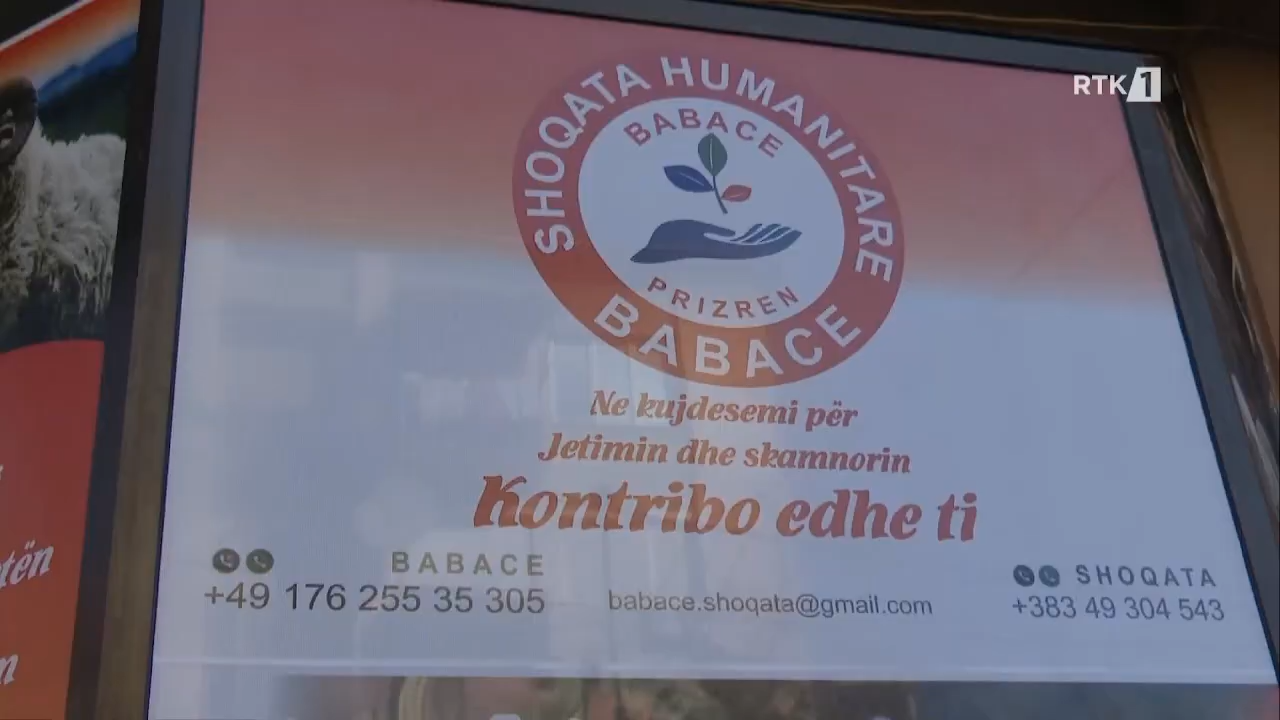 RTK 1
SHOQATA HUMANITARE
BABACE
PRIZREN
BABACE
Ne kujdesemi për
Jetimin dhe skamnorin
Kontribo edhe ti
BABACE
+49 176 255 35 305
babace.shoqata@gmail.com
SHOQATA
+383 49 304 543